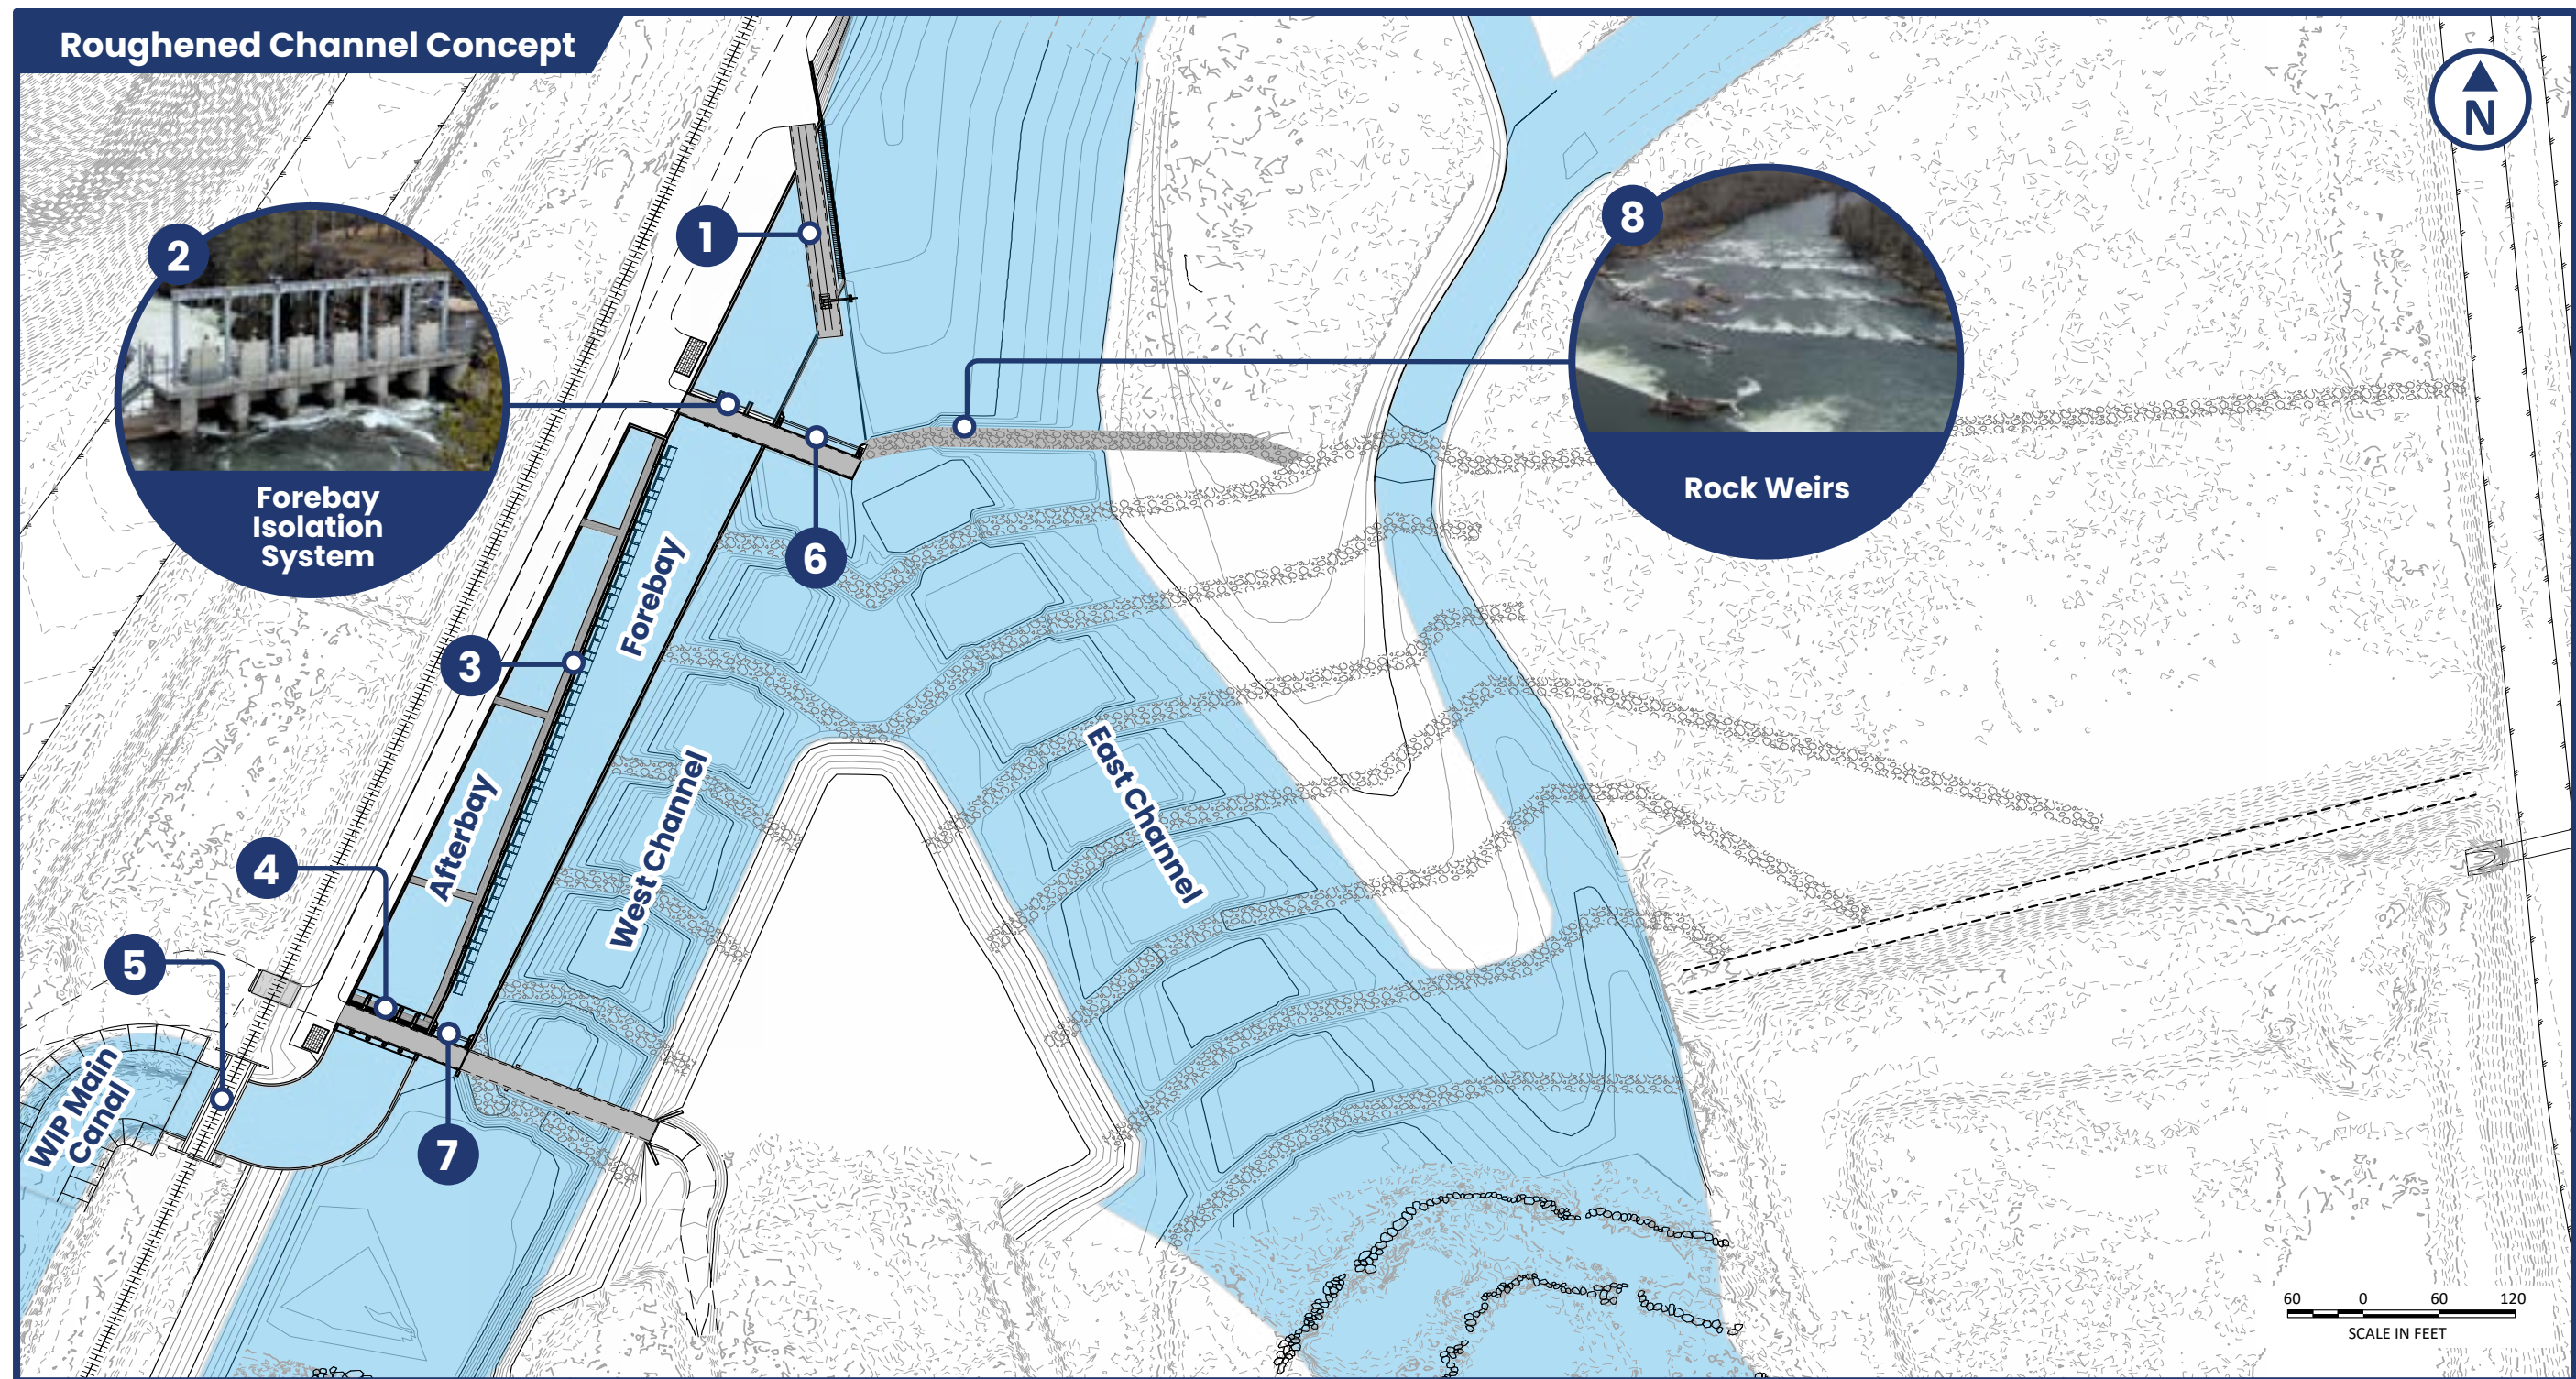 Roughened Channel Concept
N
1
2
Forebay
Isolation
System
8
Rock Weirs
6
Forebay
3
West Channel
East Channel
Afterbay
4
5
7
WIP Main
Canal
60 0 60 120
SCALE IN FEET